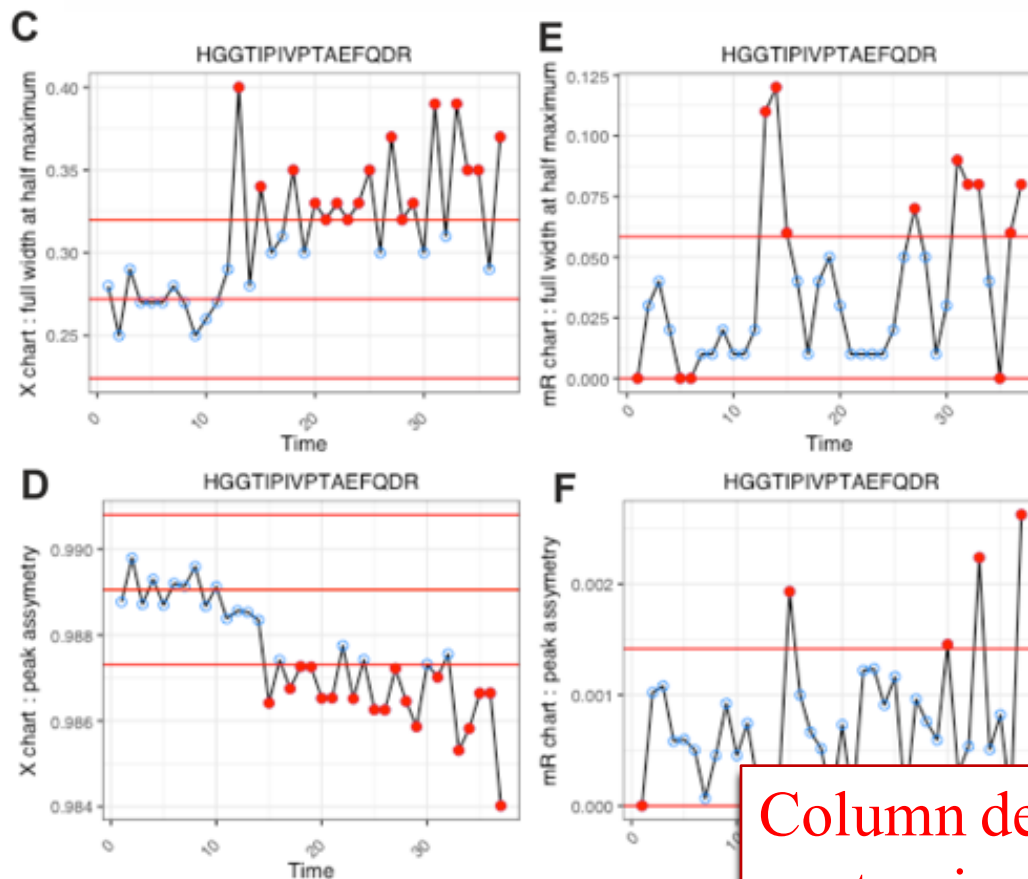 C
HGGTIPIVPTAEFQDR
X chart : full width at half maximum
0.40
0.35
0.30
0.25
0
10
20
30
Time
E
HGGTIPIVPTAEFQDR
mR chart : full width at half maximum
0.125
0.100
0.075
0.050
0.025
0.000
0
10
20
30
Time
D
HGGTIPIVPTAEFQDR
X chart : peak assymetry
0.990
0.988
0.986
0.984
0
10
20
30
Time
F
HGGTIPIVPTAEFQDR
mR chart : peak assymetry
0.002
0.001
0.000
0
Column de